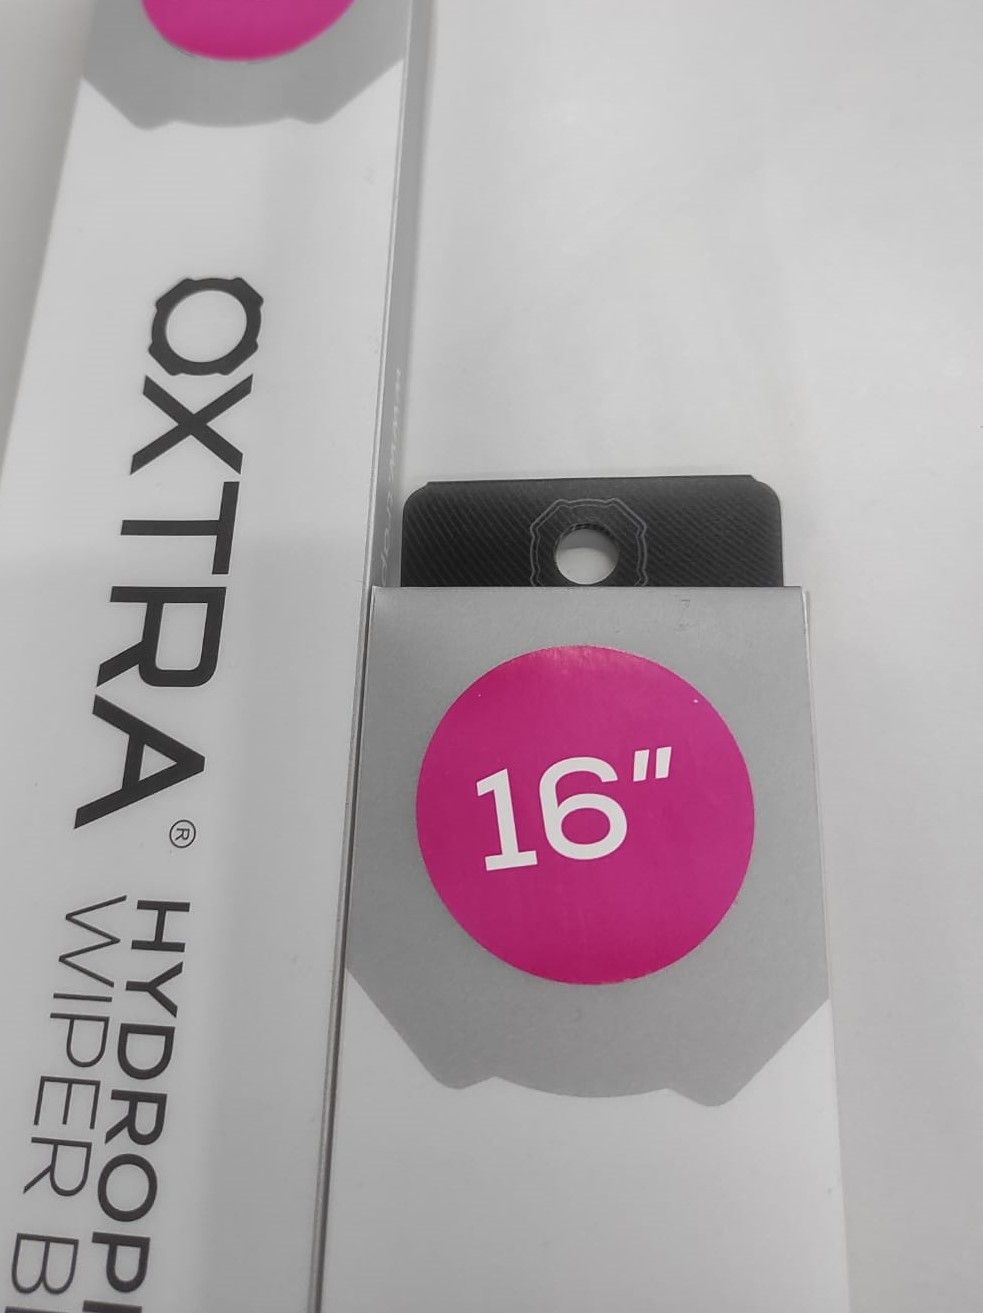 OXTRA®
HYDROP
WIPER
16"